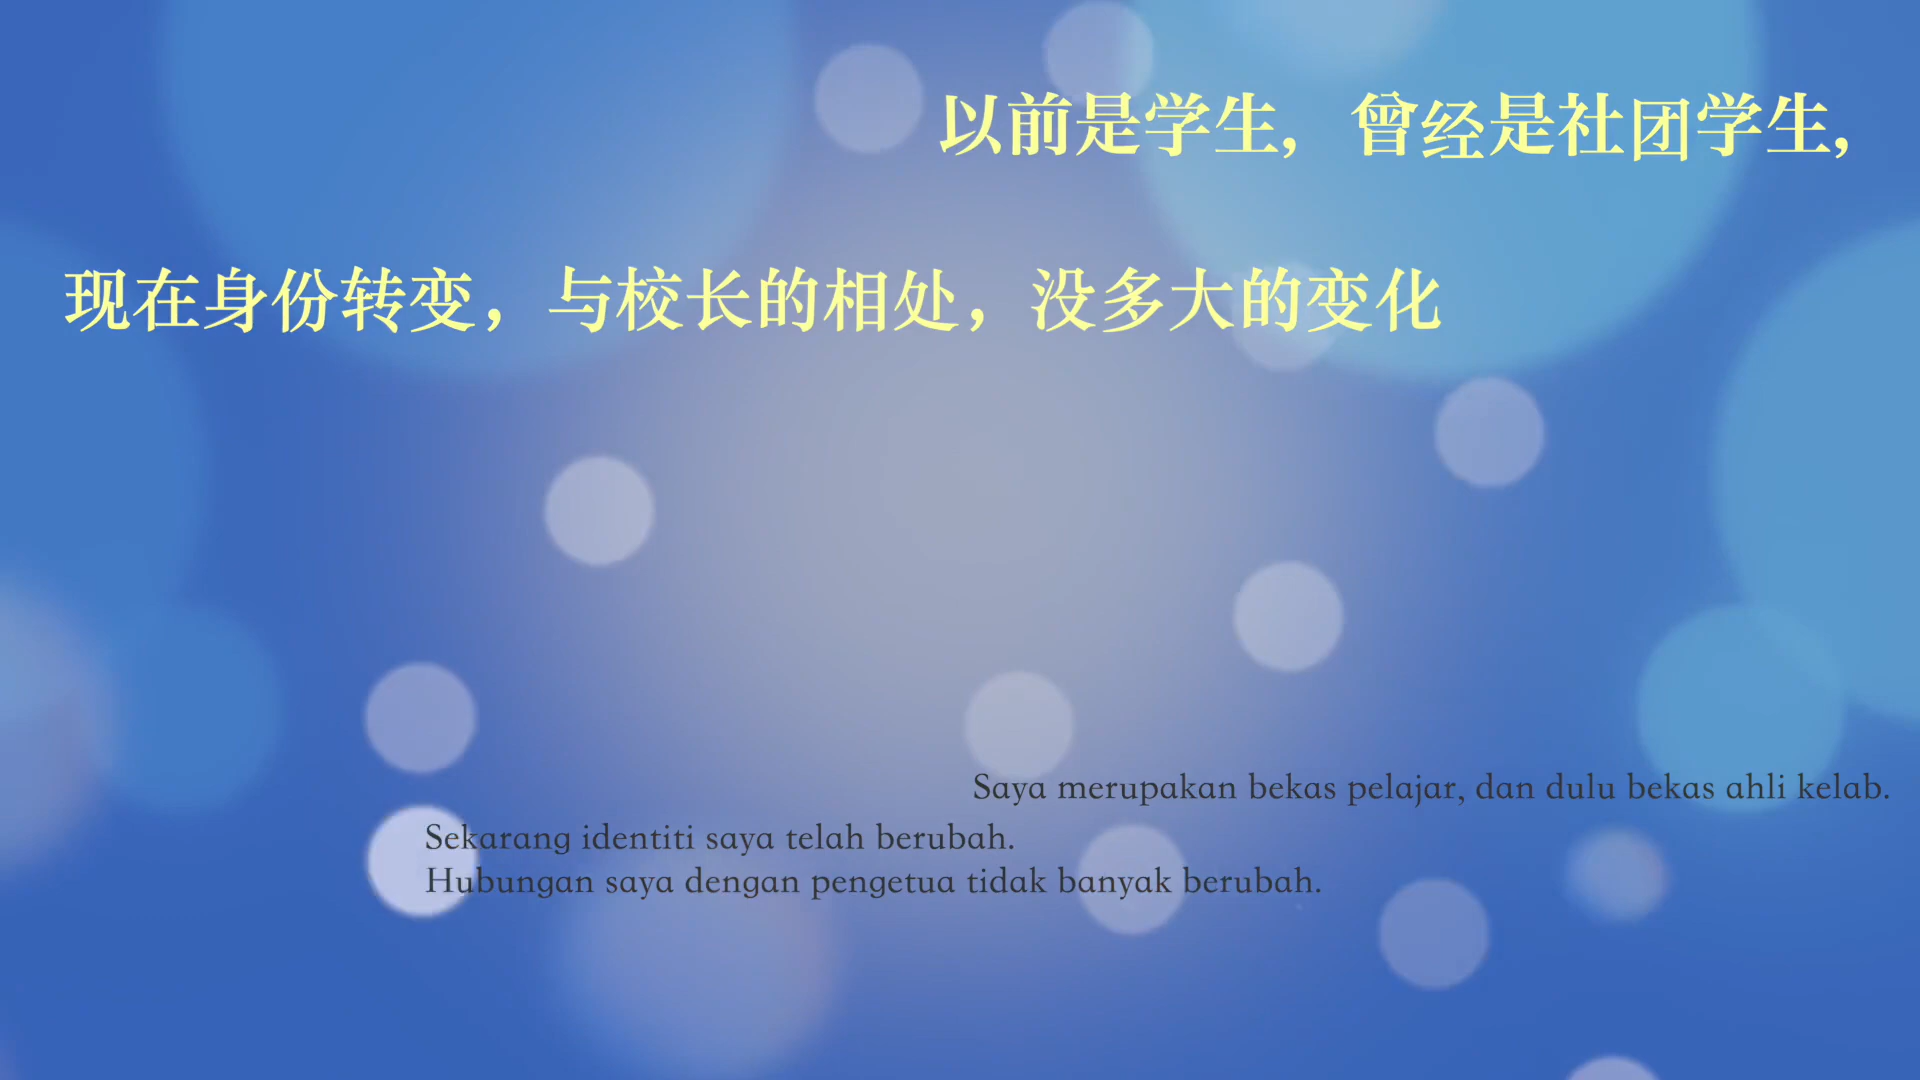 以前是学生，曾经是社团学生，
现在身份转变，与校长的相处，没多大的变化
Saya merupakan bekas pelajar, dan dulu bekas ahli kelab.
Sekarang identiti saya telah berubah.
Hubungan saya dengan pengetua tidak banyak berubah.